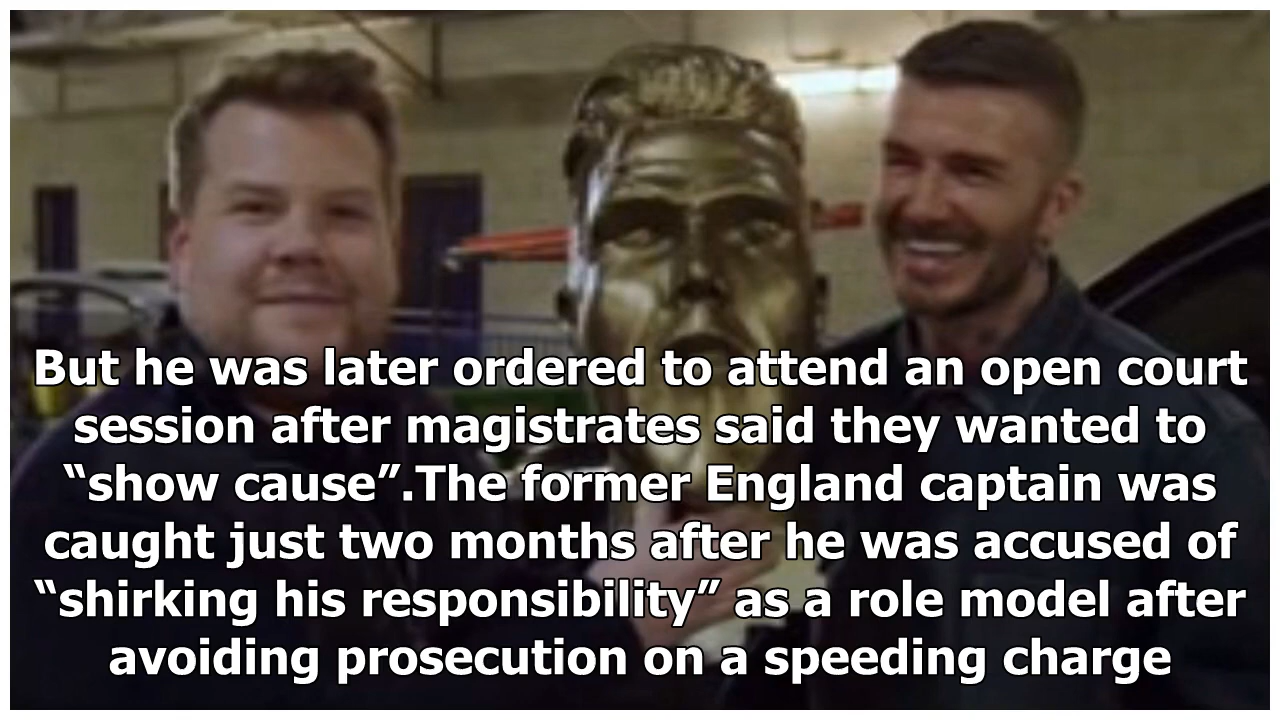 But he was later ordered to attend an open court
session after magistrates said they wanted to
“show cause”.The former England captain was
caught just two months after he was accused of
“shirking his responsibility” as a role model after
avoiding prosecution on a speeding charge